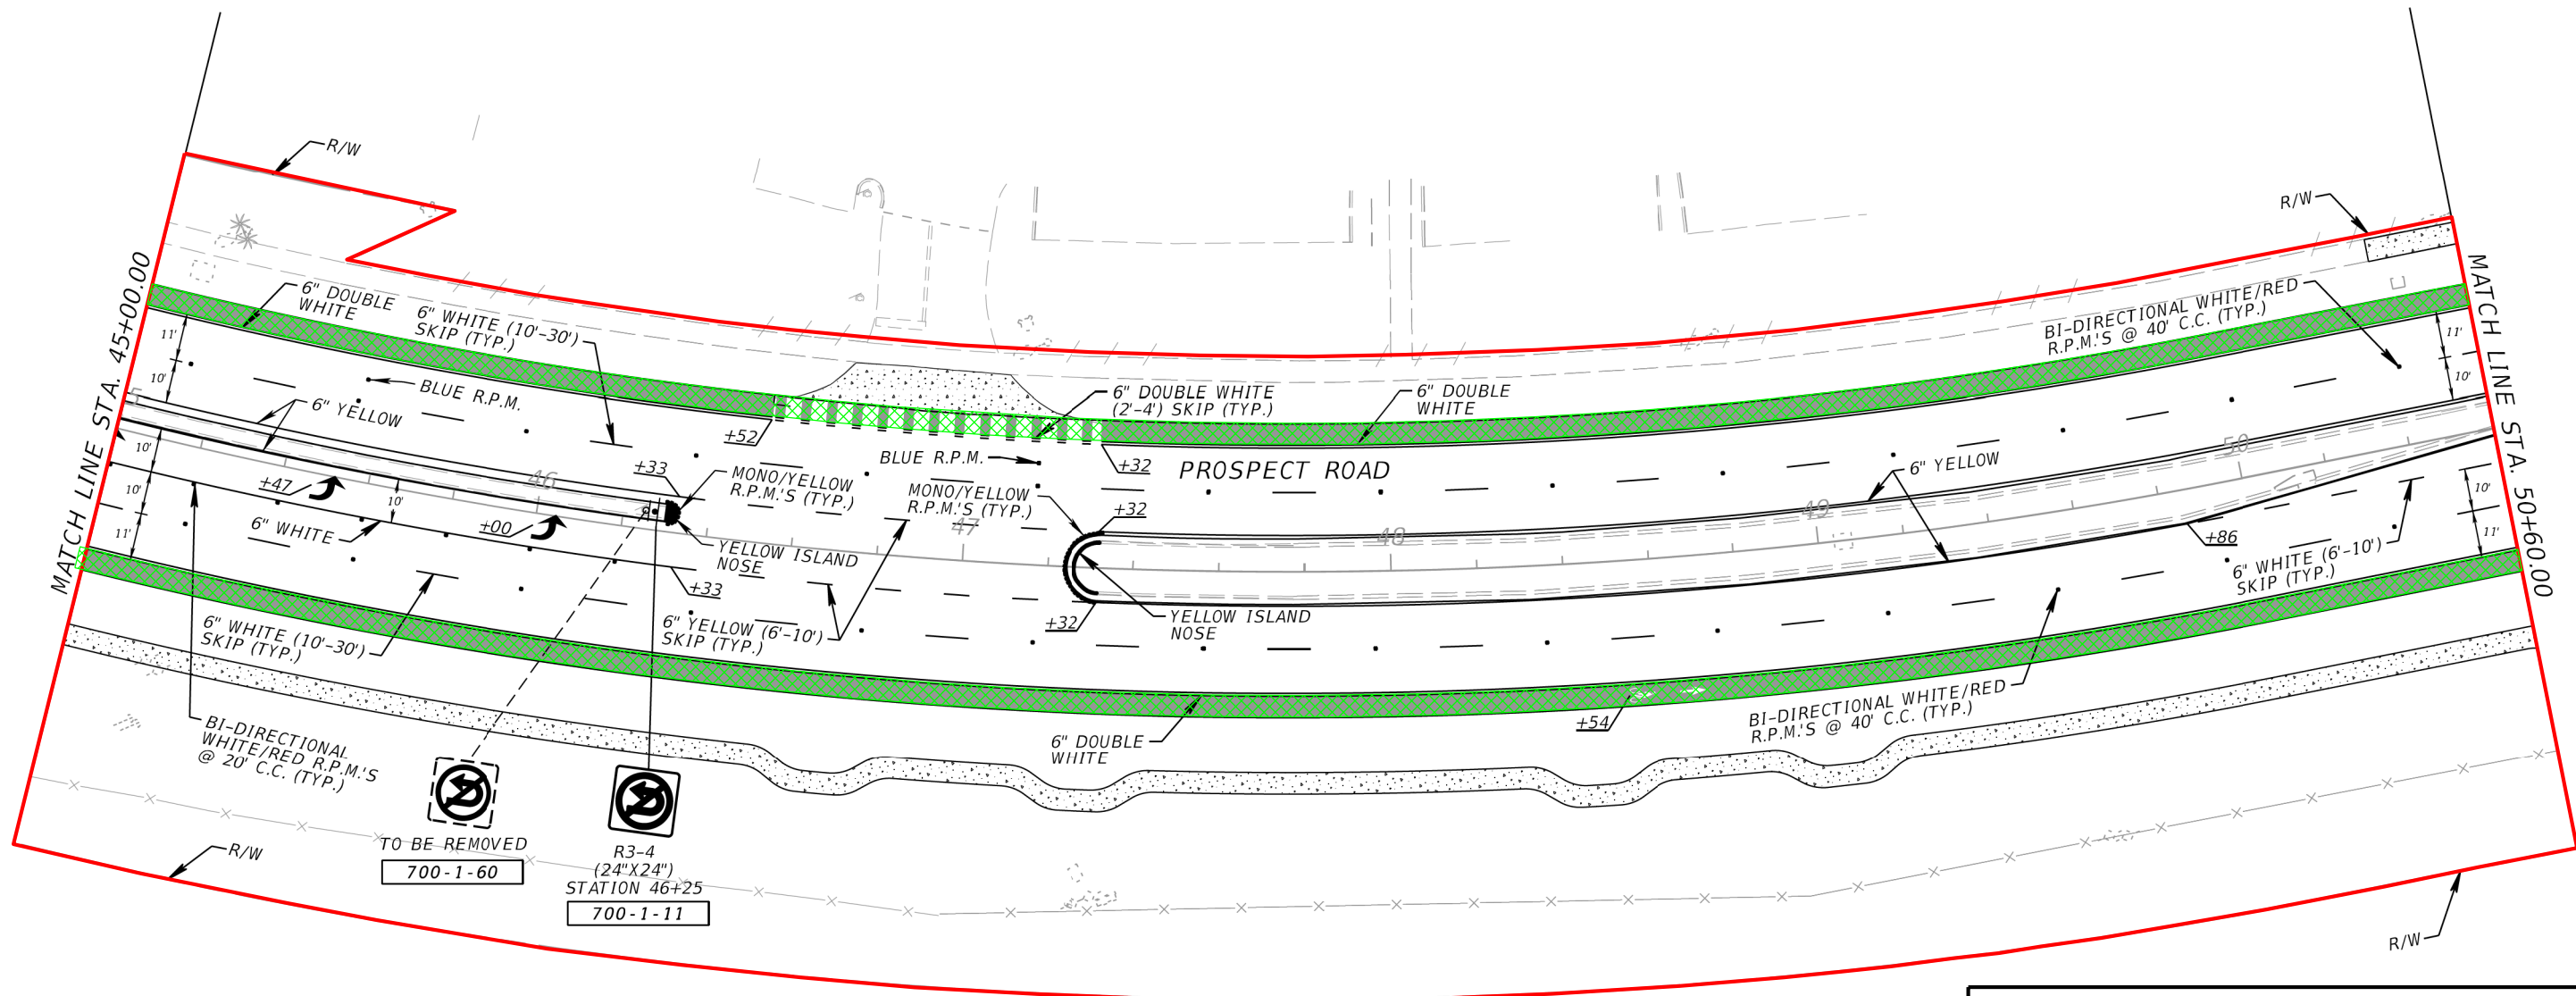 R/W
R/W
MATCH LINE STA. 45+00.00
MATCH LINE STA. 50+60.00
6" DOUBLE
WHITE
6" WHITE (10'-30')
SKIP (TYP.)
BI-DIRECTIONAL WHITE/RED
R.P.M.'S @ 40' C.C. (TYP.)
11'
10'
BLUE R.P.M.
6" YELLOW
5
6" DOUBLE WHITE
(2'-4') SKIP (TYP.)
6" DOUBLE
WHITE
11'
10'
+52
BLUE R.P.M.
+32
PROSPECT ROAD
6" YELLOW
50
10'
10'
11'
+47
10'
46
+33
MONO/YELLOW
R.P.M.'S (TYP.)
MONO/YELLOW
R.P.M.'S (TYP.)
+32
47
48
49
6" WHITE
+00
YELLOW ISLAND
NOSE
+33
+86
10'
11'
6" WHITE (6'-10')
SKIP (TYP.)
6" WHITE (10'-30')
SKIP (TYP.)
6" YELLOW (6'-10')
SKIP (TYP.)
+32
YELLOW ISLAND
NOSE
BI-DIRECTIONAL
WHITE/RED R.P.M.'S
@ 20' C.C. (TYP.)
6" DOUBLE
WHITE
+54
BI-DIRECTIONAL WHITE/RED
R.P.M.'S @ 40' C.C. (TYP.)
TO BE REMOVED
700-1-60
R3-4
(24"X24")
STATION 46+25
700-1-11
R/W
R/W